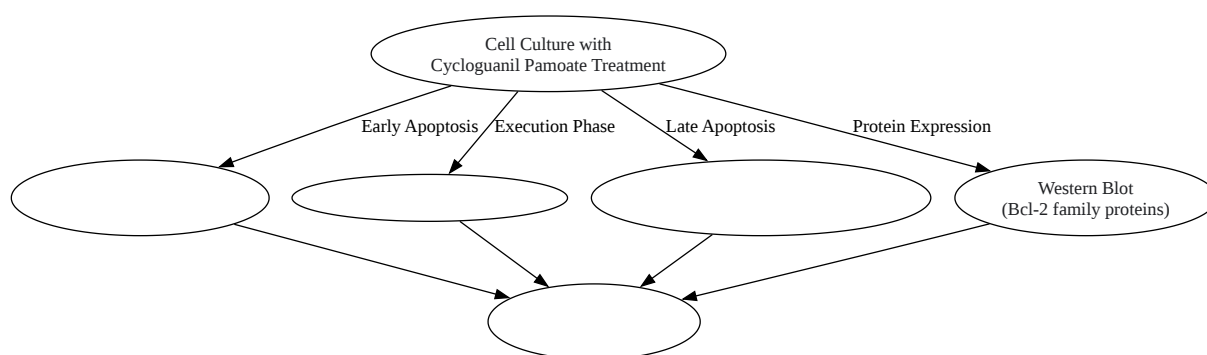 Cell Culture with
Cycloguanil Pamoate Treatment
Early Apoptosis
Execution Phase
Late Apoptosis
Protein Expression
Western Blot
(Bcl-2 family proteins)